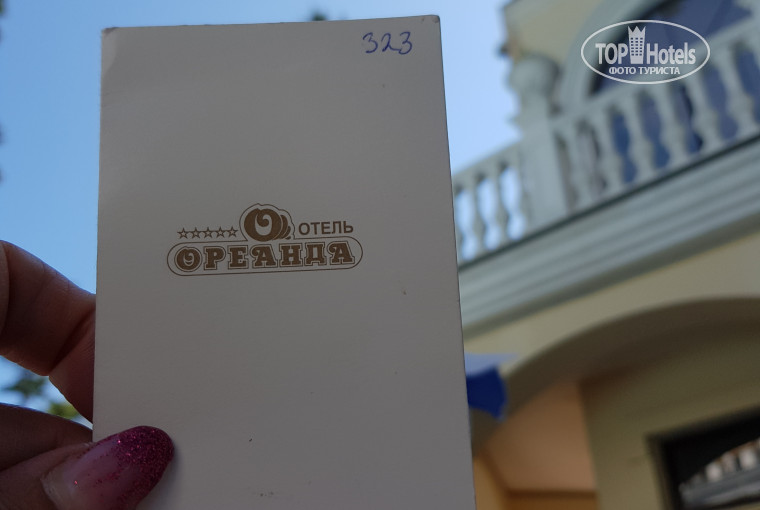 323
TOP Hotels
ФОТО ТУРИСТА
ОТЕЛЬ
ОРЕАНДА